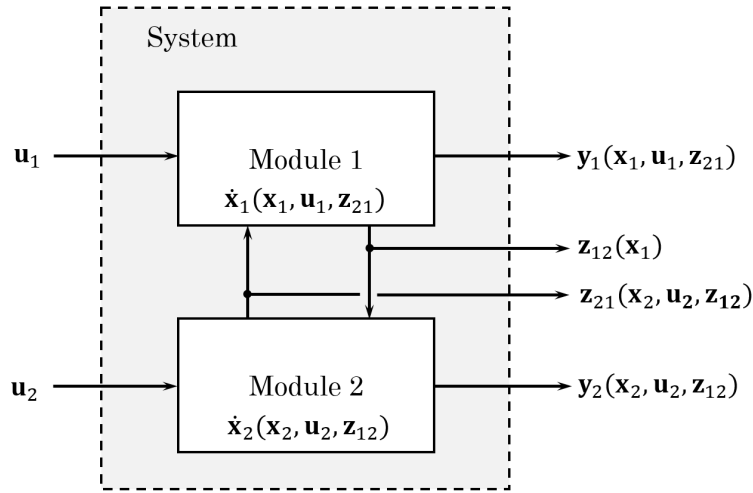 System
𝐮₁
Module 1
𝐱̇₁(𝐱₁, 𝐮₁, 𝐳₂₁)
𝐲₁(𝐱₁, 𝐮₁, 𝐳₂₁)
𝐳₁₂(𝐱₁)
𝐳₂₁(𝐱₂, 𝐮₂, 𝐳₁₂)
𝐮₂
Module 2
𝐱̇₂(𝐱₂, 𝐮₂, 𝐳₁₂)
𝐲₂(𝐱₂, 𝐮₂, 𝐳₁₂)